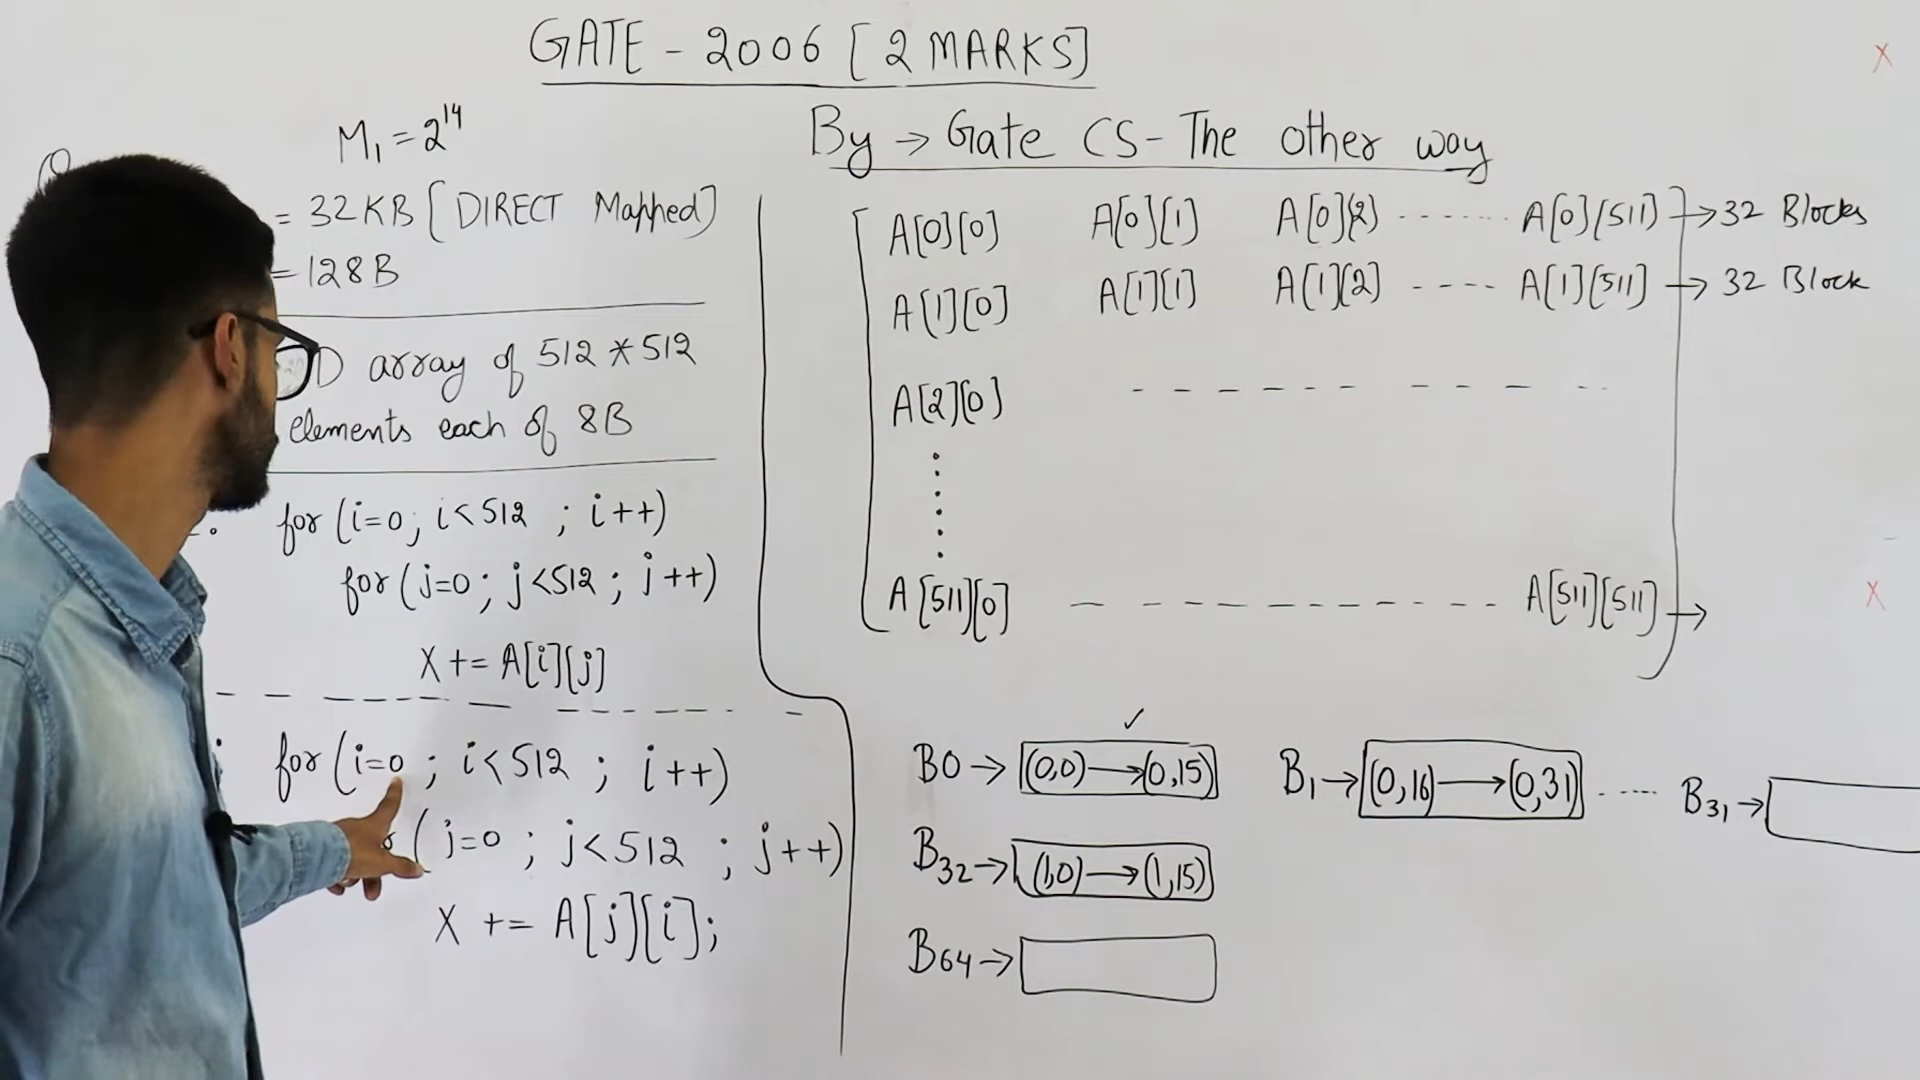 GATE - 2006 [2 MARKS]
M₁ = 2¹⁴
By → Gate CS - The other way
= 32 KB [DIRECT Mapped]
= 128 B
D array of 512 * 512
elements each of 8B
for (i=0; i<512 ; i++)
for (j=0 ; j<512 ; j++)
X += A[i][j]
for (i=0 ; i<512 ; i++)
( j=0 ; j<512 ; j++)
X += A[j][i];
A[0][0] A[0][1] A[0][2) ------- A[0][511) → 32 Blocks
A[1][0] A[1][1] A[1][2] ---- A[1][511] → 32 Block
A[2][0] - - - - - - - - -
A[511][0] - - - - - - - - - - A[511][511] →
B0 → (0,0) → (0,15) B₁ → (0,16) → (0,31) ---- B₃₁ →
B₃₂ → (1,0) → (1,15)
B64 →